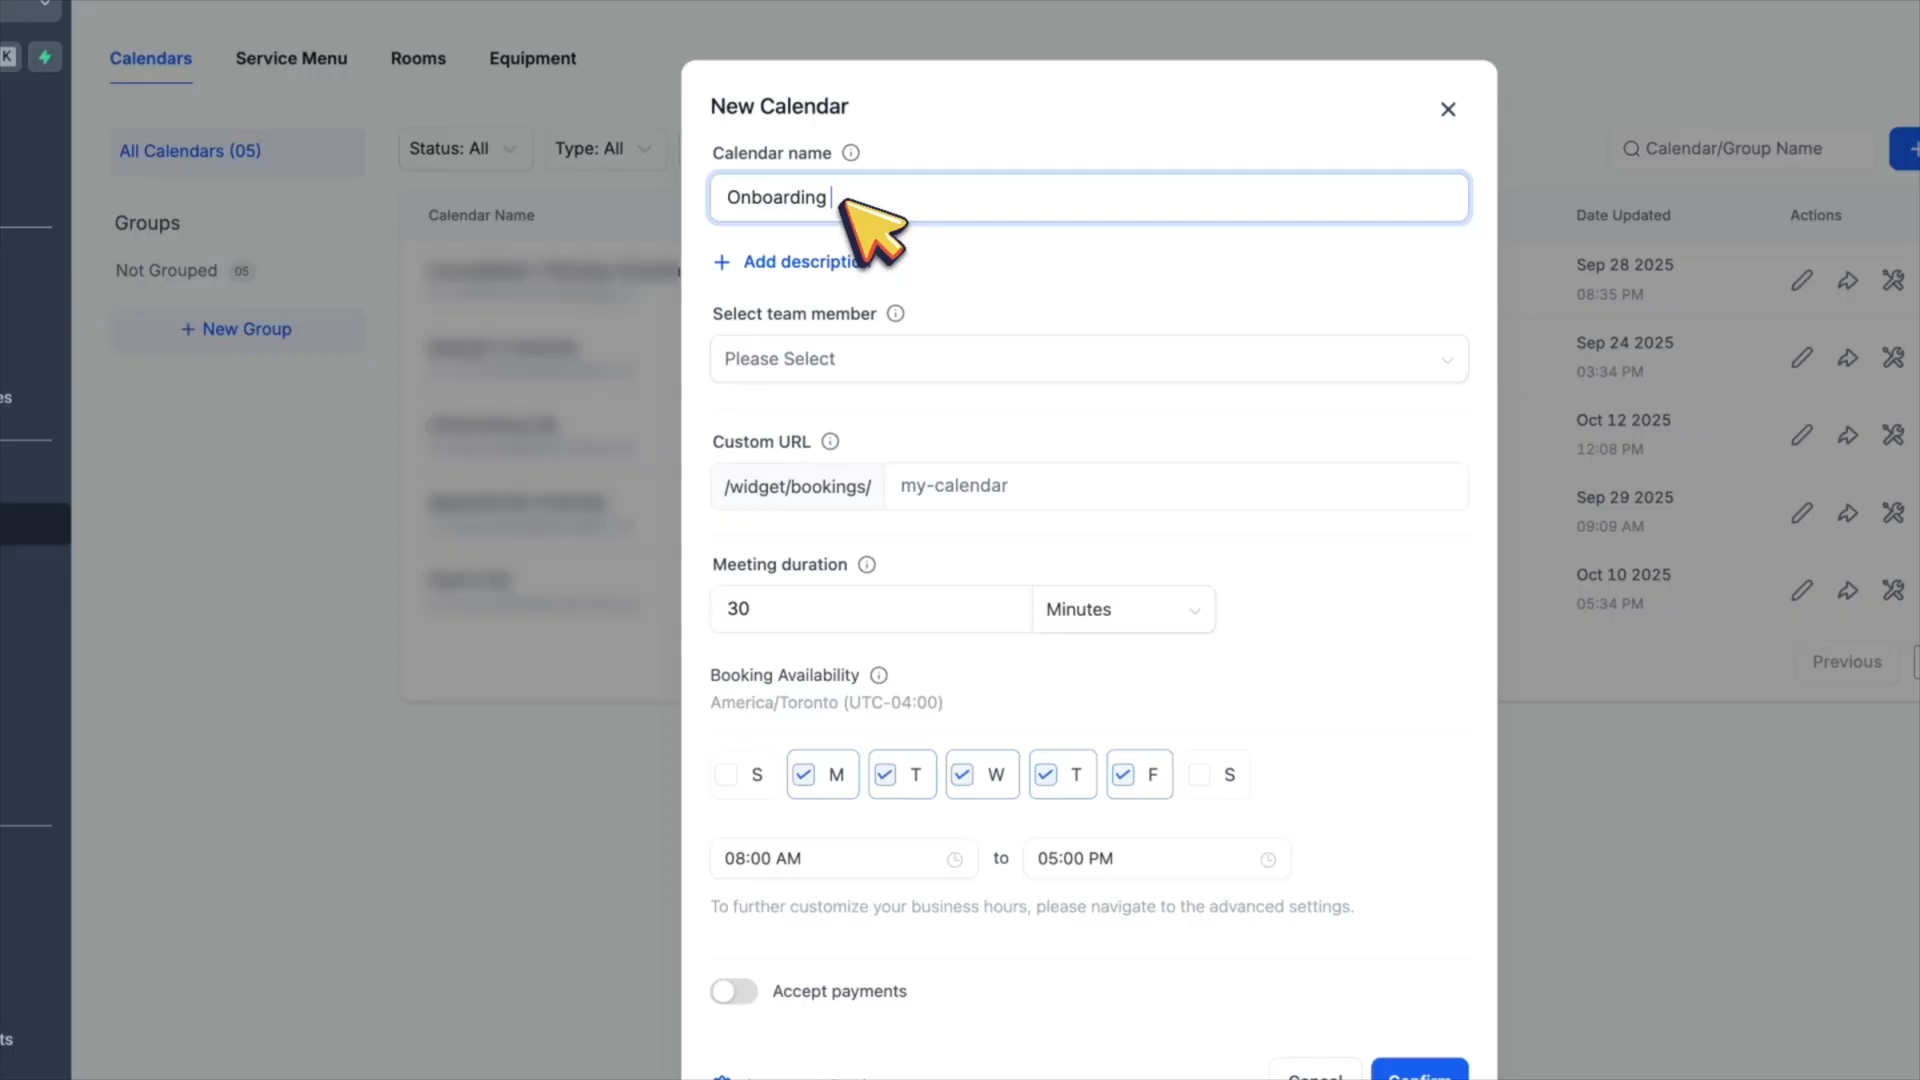 K
Calendars
Service Menu
Rooms
Equipment
All Calendars (05)
Status: All
Type: All
Calendar/Group Name
Groups
Not Grouped 05
+ New Group
Calendar Name
Date Updated
Actions
Sep 28 2025
08:35 PM
Sep 24 2025
03:34 PM
Oct 12 2025
12:08 PM
Sep 29 2025
09:09 AM
Oct 10 2025
05:34 PM
Previous
es
ts
New Calendar
Calendar name
Onboarding
+ Add description
Select team member
Please Select
Custom URL
/widget/bookings/ my-calendar
Meeting duration
30 Minutes
Booking Availability
America/Toronto (UTC-04:00)
S M T W T F S
08:00 AM to 05:00 PM
To further customize your business hours, please navigate to the advanced settings.
Accept payments
Cancel
Confirm